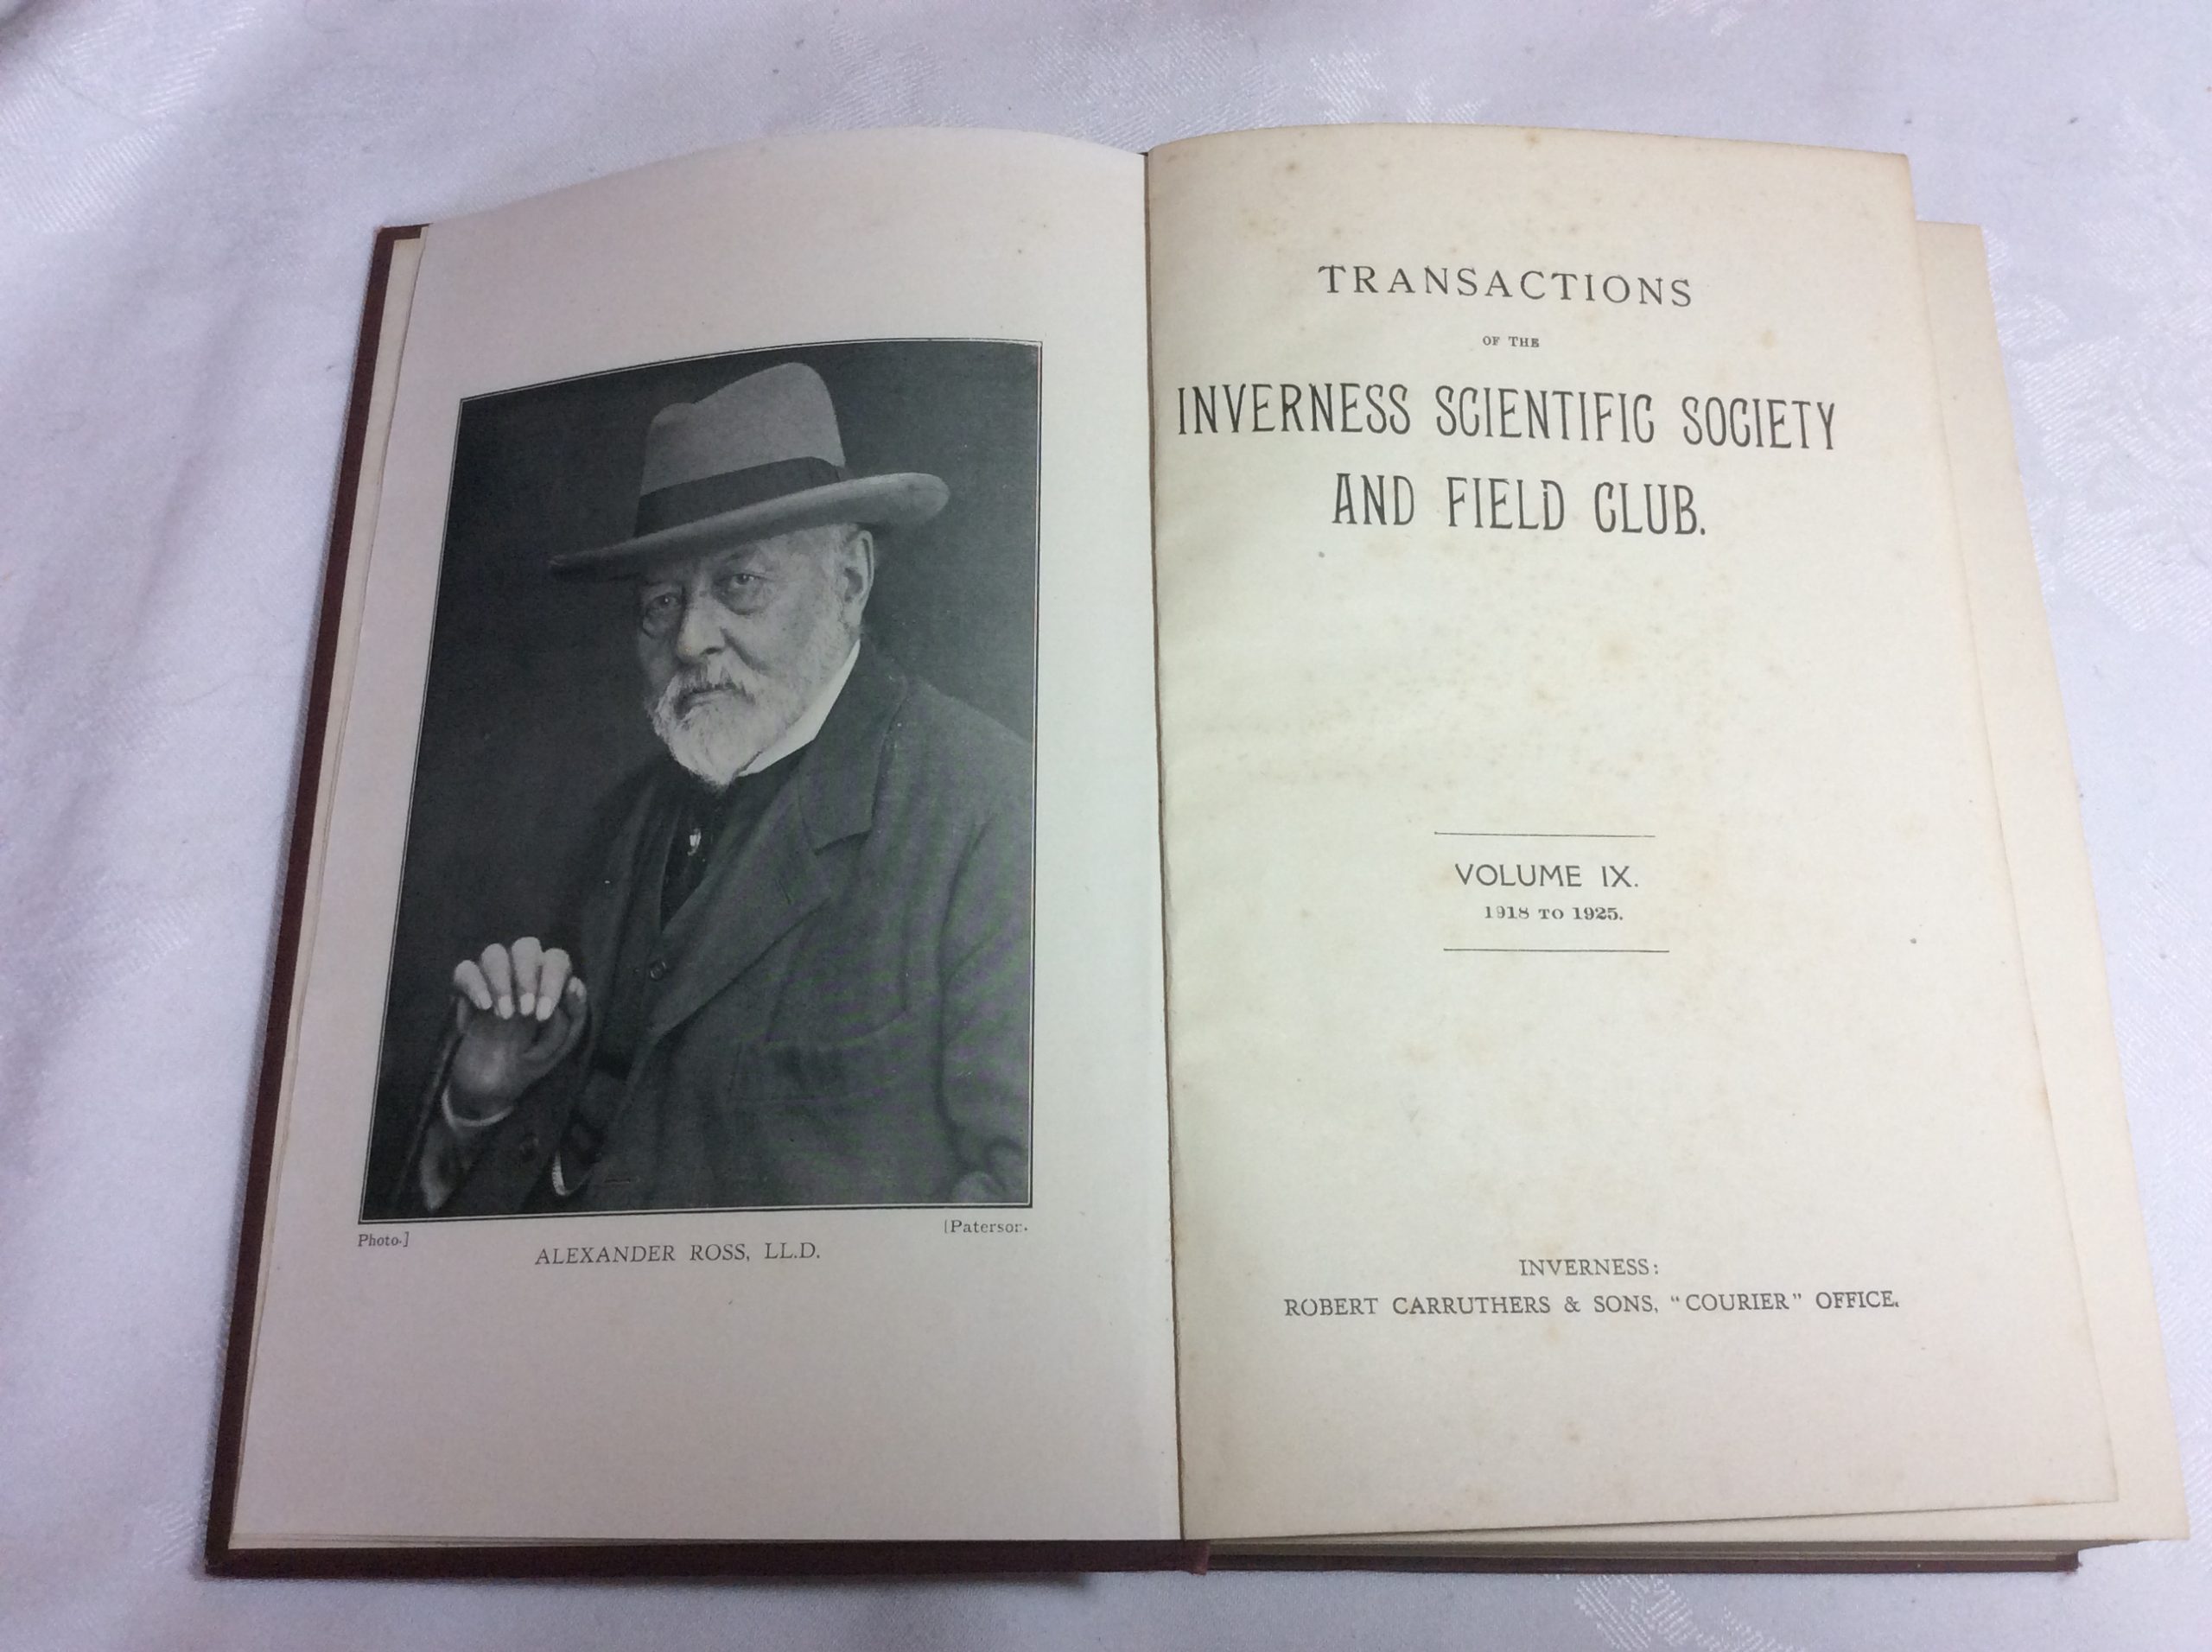 Photo.]
[Paterson.
ALEXANDER ROSS, LL.D.
TRANSACTIONS
OF THE
INVERNESS SCIENTIFIC SOCIETY
AND FIELD CLUB.
VOLUME IX.
1918 TO 1925.
INVERNESS:
ROBERT CARRUTHERS & SONS, "COURIER" OFFICE.